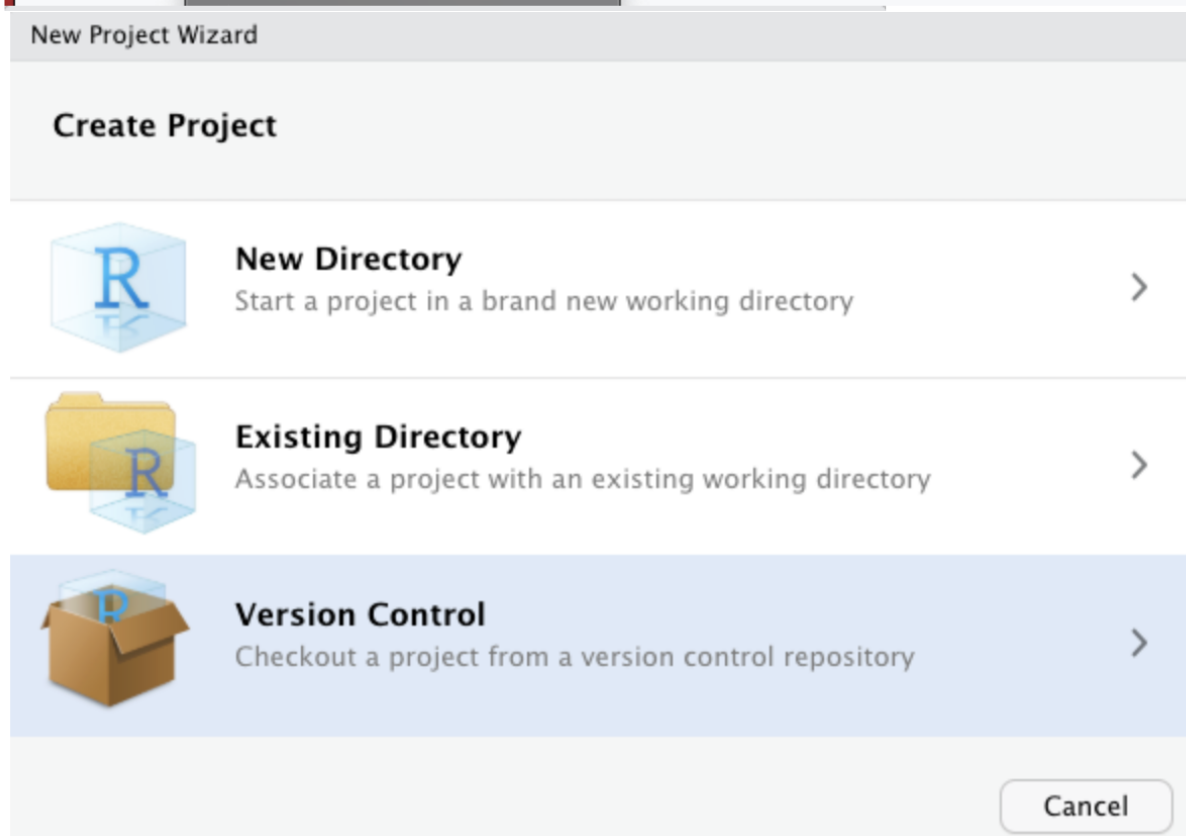 New Project Wizard
Create Project
R
New Directory
Start a project in a brand new working directory
R
Existing Directory
Associate a project with an existing working directory
R
Version Control
Checkout a project from a version control repository
Cancel